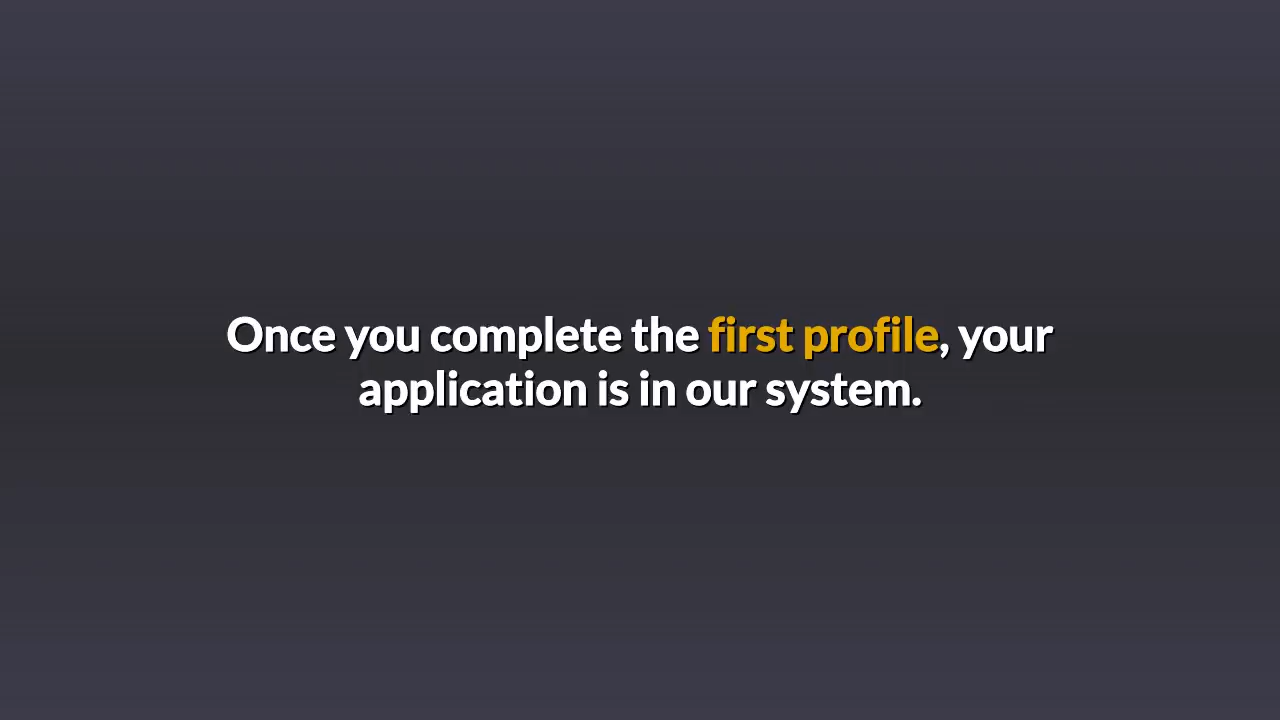 Once you complete the first profile, your
application is in our system.